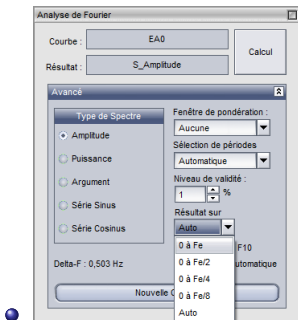 Analyse de Fourier
Courbe : EA0
Calcul
Résultat : S_Amplitude
Avancé
Type de Spectre
Amplitude
Puissance
Argument
Série Sinus
Série Cosinus
Fenêtre de pondération :
Aucune
Sélection de périodes
Automatique
Niveau de validité :
1 %
Résultat sur
Auto
0 à Fe
0 à Fe/2
0 à Fe/4
0 à Fe/8
Auto
F10
Delta-F : 0,503 Hz
Nouvelle